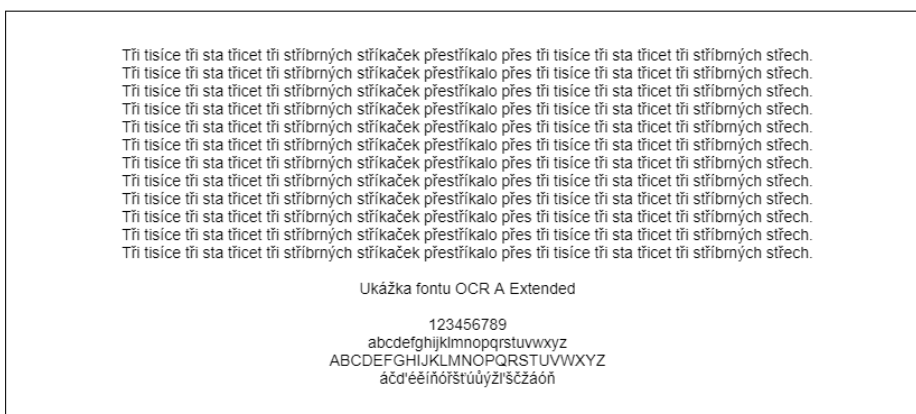 Tři tisíce tři sta třicet tři stříbrných stříkaček přestříkalo přes tři tisíce tři sta třicet tři stříbrných střech.
Tři tisíce tři sta třicet tři stříbrných stříkaček přestříkalo přes tři tisíce tři sta třicet tři stříbrných střech.
Tři tisíce tři sta třicet tři stříbrných stříkaček přestříkalo přes tři tisíce tři sta třicet tři stříbrných střech.
Tři tisíce tři sta třicet tři stříbrných stříkaček přestříkalo přes tři tisíce tři sta třicet tři stříbrných střech.
Tři tisíce tři sta třicet tři stříbrných stříkaček přestříkalo přes tři tisíce tři sta třicet tři stříbrných střech.
Tři tisíce tři sta třicet tři stříbrných stříkaček přestříkalo přes tři tisíce tři sta třicet tři stříbrných střech.
Tři tisíce tři sta třicet tři stříbrných stříkaček přestříkalo přes tři tisíce tři sta třicet tři stříbrných střech.
Tři tisíce tři sta třicet tři stříbrných stříkaček přestříkalo přes tři tisíce tři sta třicet tři stříbrných střech.
Tři tisíce tři sta třicet tři stříbrných stříkaček přestříkalo přes tři tisíce tři sta třicet tři stříbrných střech.
Tři tisíce tři sta třicet tři stříbrných stříkaček přestříkalo přes tři tisíce tři sta třicet tři stříbrných střech.
Tři tisíce tři sta třicet tři stříbrných stříkaček přestříkalo přes tři tisíce tři sta třicet tři stříbrných střech.
Tři tisíce tři sta třicet tři stříbrných stříkaček přestříkalo přes tři tisíce tři sta třicet tři stříbrných střech.
Ukážka fontu OCR A Extended
123456789
abcdefghijklmnopqrstuvwxyz
ABCDEFGHIJKLMNOPQRSTUVWXYZ
áčďéěíňóřšťúůýžľščžáóň